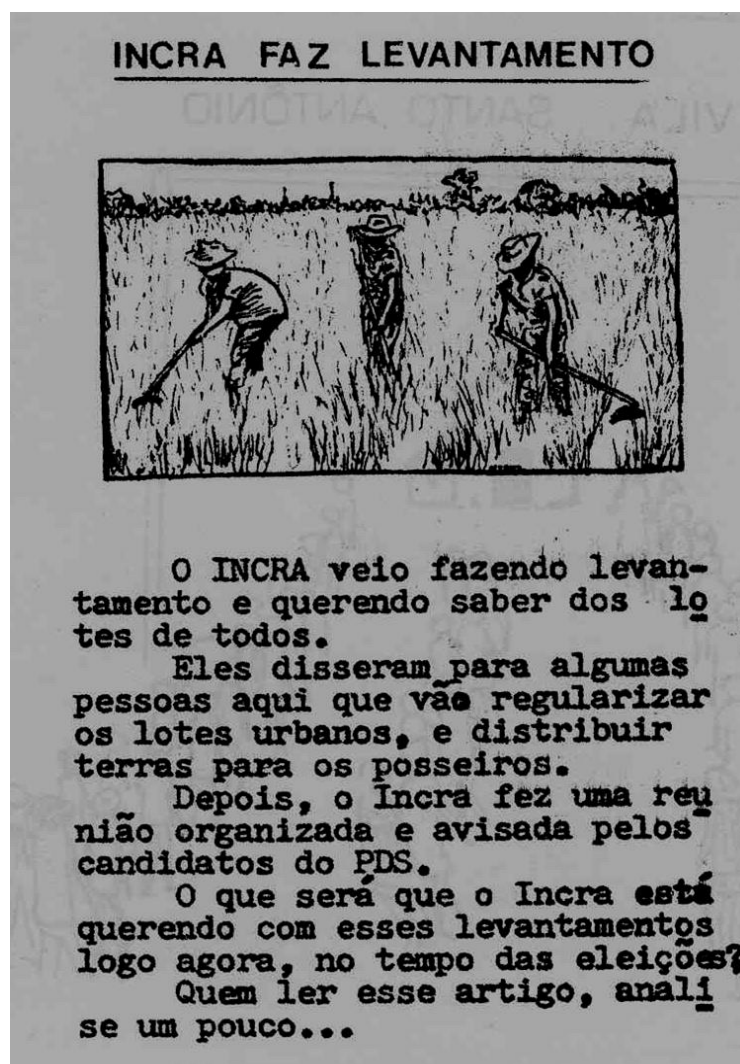 INCRA FAZ LEVANTAMENTO
VILA SANTO ANTÔNIO
O INCRA veio fazendo levan-
tamento e querendo saber dos lo
tes de todos.
Eles disseram para algumas
pessoas aqui que vão regularizar
os lotes urbanos, e distribuir
terras para os posseiros.
Depois, o Incra fez uma reu
nião organizada e avisada pelos
candidatos do PDS.
O que será que o Incra está
querendo com esses levantamentos
logo agora, no tempo das eleições?
Quem ler esse artigo, anali
se um pouco...